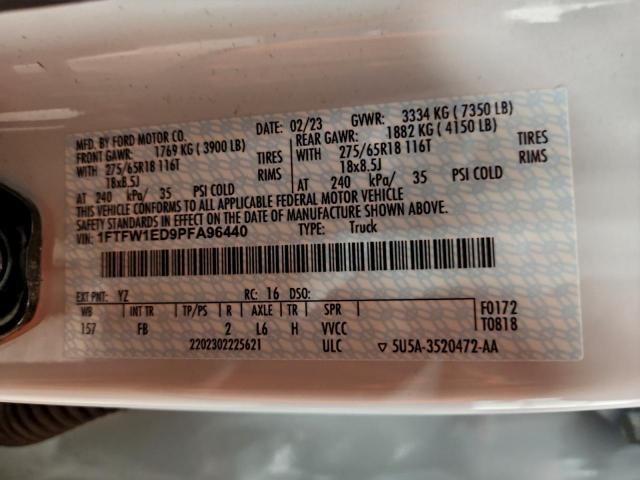 MFD. BY FORD MOTOR CO. DATE: 02/23 GVWR: 3334 KG ( 7350 LB)
FRONT GAWR: 1769 KG ( 3900 LB) REAR GAWR: 1882 KG ( 4150 LB)
WITH 275/65R18 116T TIRES WITH 275/65R18 116T TIRES
18x8.5J RIMS 18x8.5J RIMS
AT 240 kPa/ 35 PSI COLD AT 240 kPa/ 35 PSI COLD
THIS VEHICLE CONFORMS TO ALL APPLICABLE FEDERAL MOTOR VEHICLE
SAFETY STANDARDS IN EFFECT ON THE DATE OF MANUFACTURE SHOWN ABOVE.
VIN: 1FTFW1ED9PFA96440 TYPE: Truck
EXT PNT: YZ RC: 16 DSO:
WB INT TR TP/PS R AXLE TR SPR F0172
157 FB 2 L6 H VVCC T0818
2202302225621 ULC ▽ 5U5A-3520472-AA